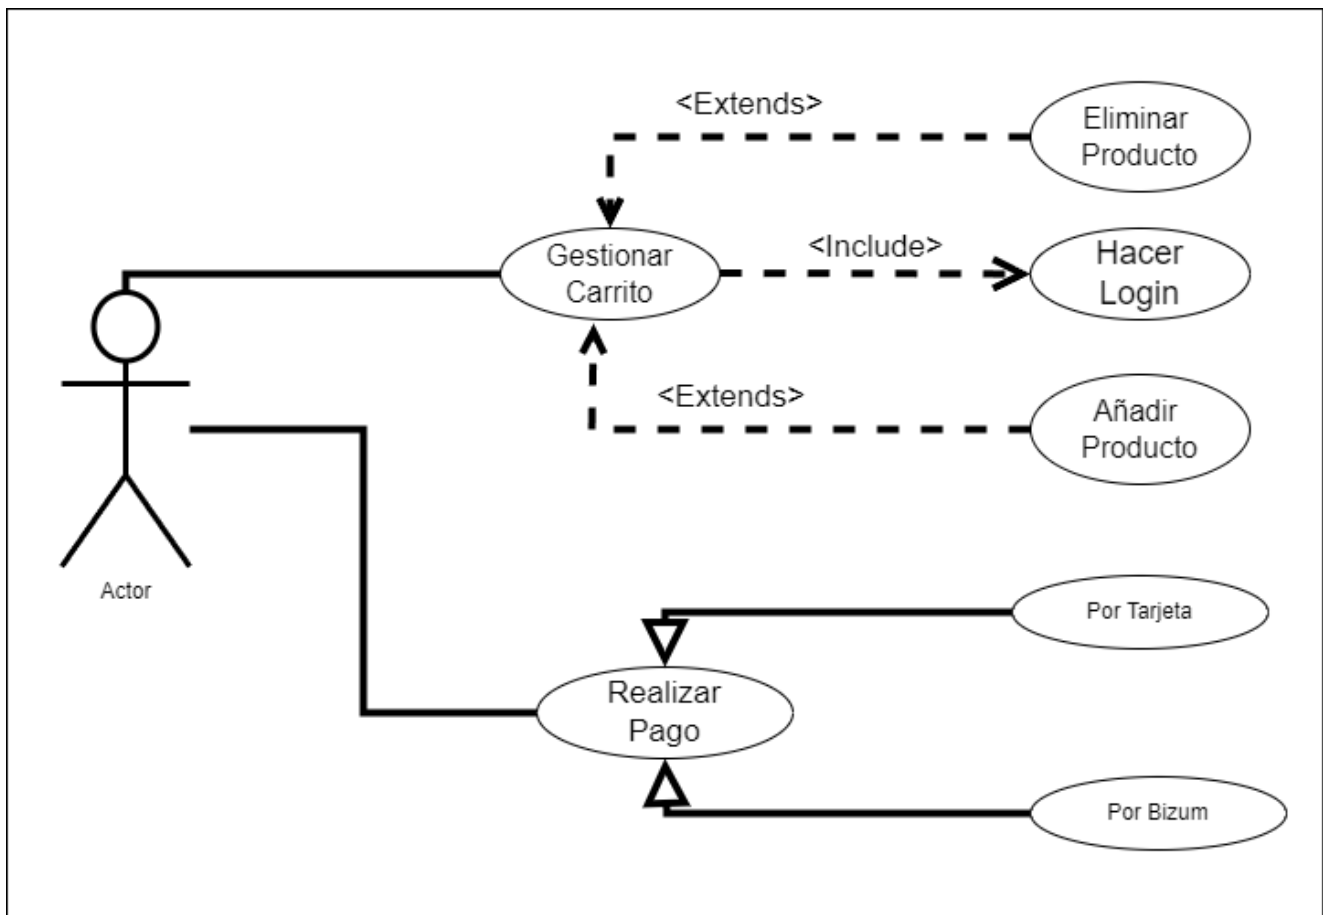 <Extends>
Eliminar
Producto
Gestionar
Carrito
<Include>
Hacer
Login
<Extends>
Añadir
Producto
Actor
Por Tarjeta
Realizar
Pago
Por Bizum